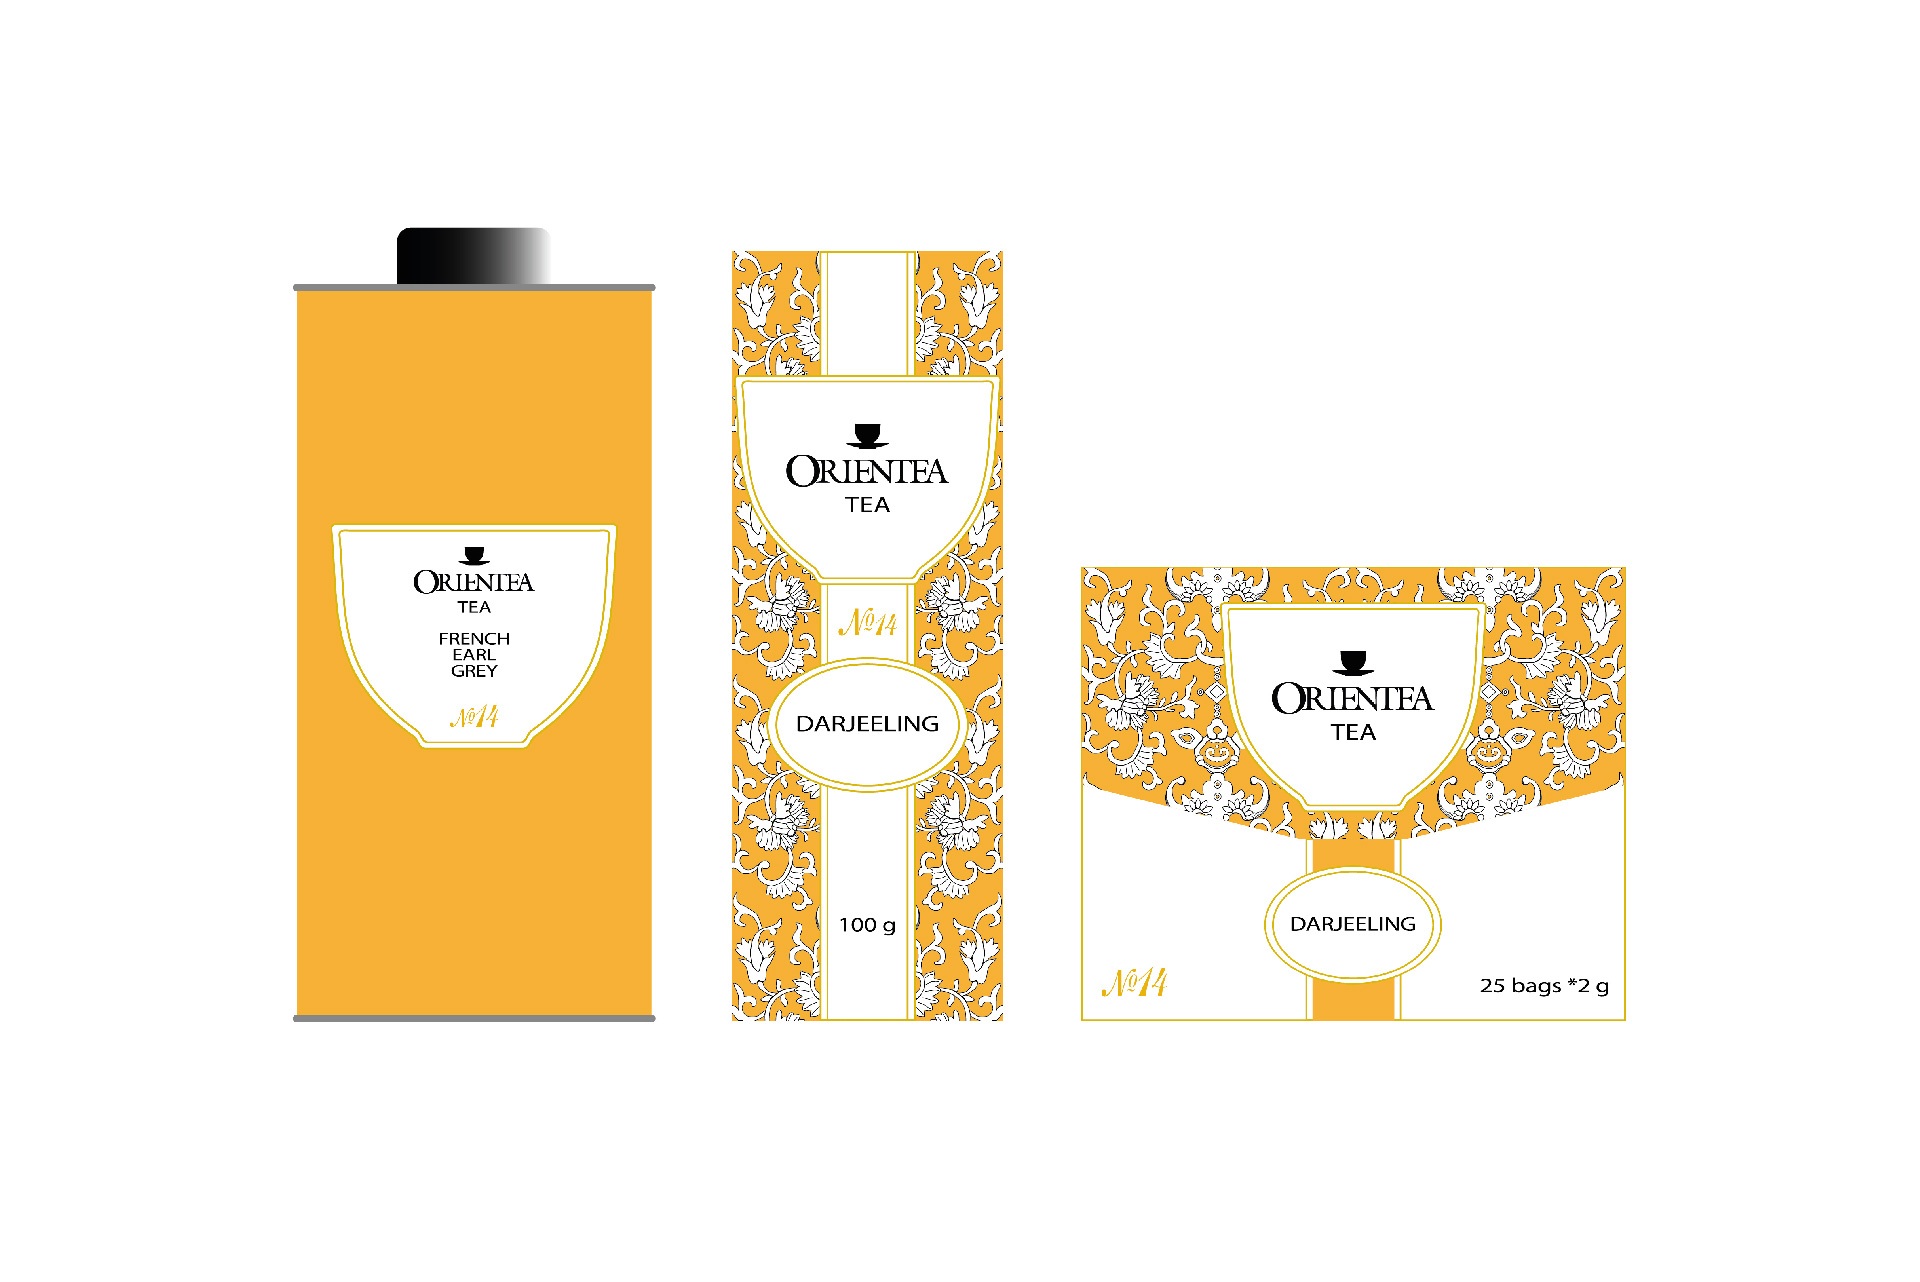 ORIENTEA
TEA
FRENCH
EARL
GREY
№14
ORIENTEA
TEA
№14
DARJEELING
100 g
ORIENTEA
TEA
DARJEELING
№14
25 bags *2 g